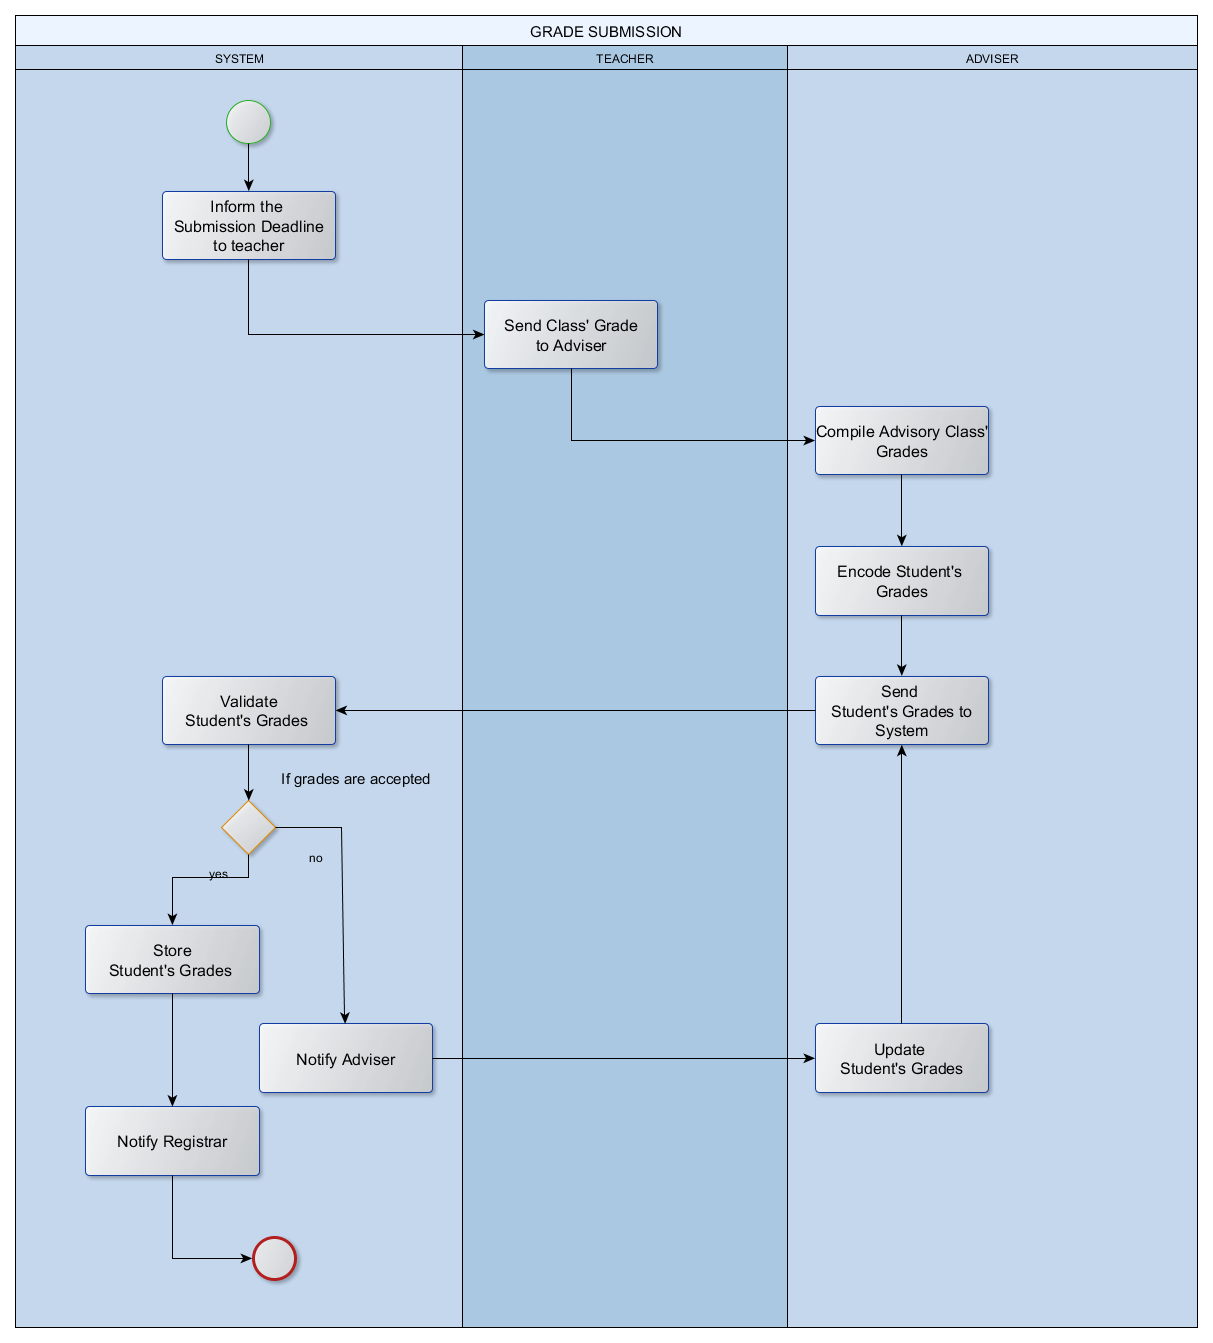 GRADE SUBMISSION
SYSTEM
TEACHER
ADVISER
Inform the
Submission Deadline
to teacher
Send Class' Grade
to Adviser
Compile Advisory Class'
Grades
Encode Student's
Grades
Send
Student's Grades to
System
Validate
Student's Grades
If grades are accepted
no
yes
Store
Student's Grades
Notify Adviser
Update
Student's Grades
Notify Registrar